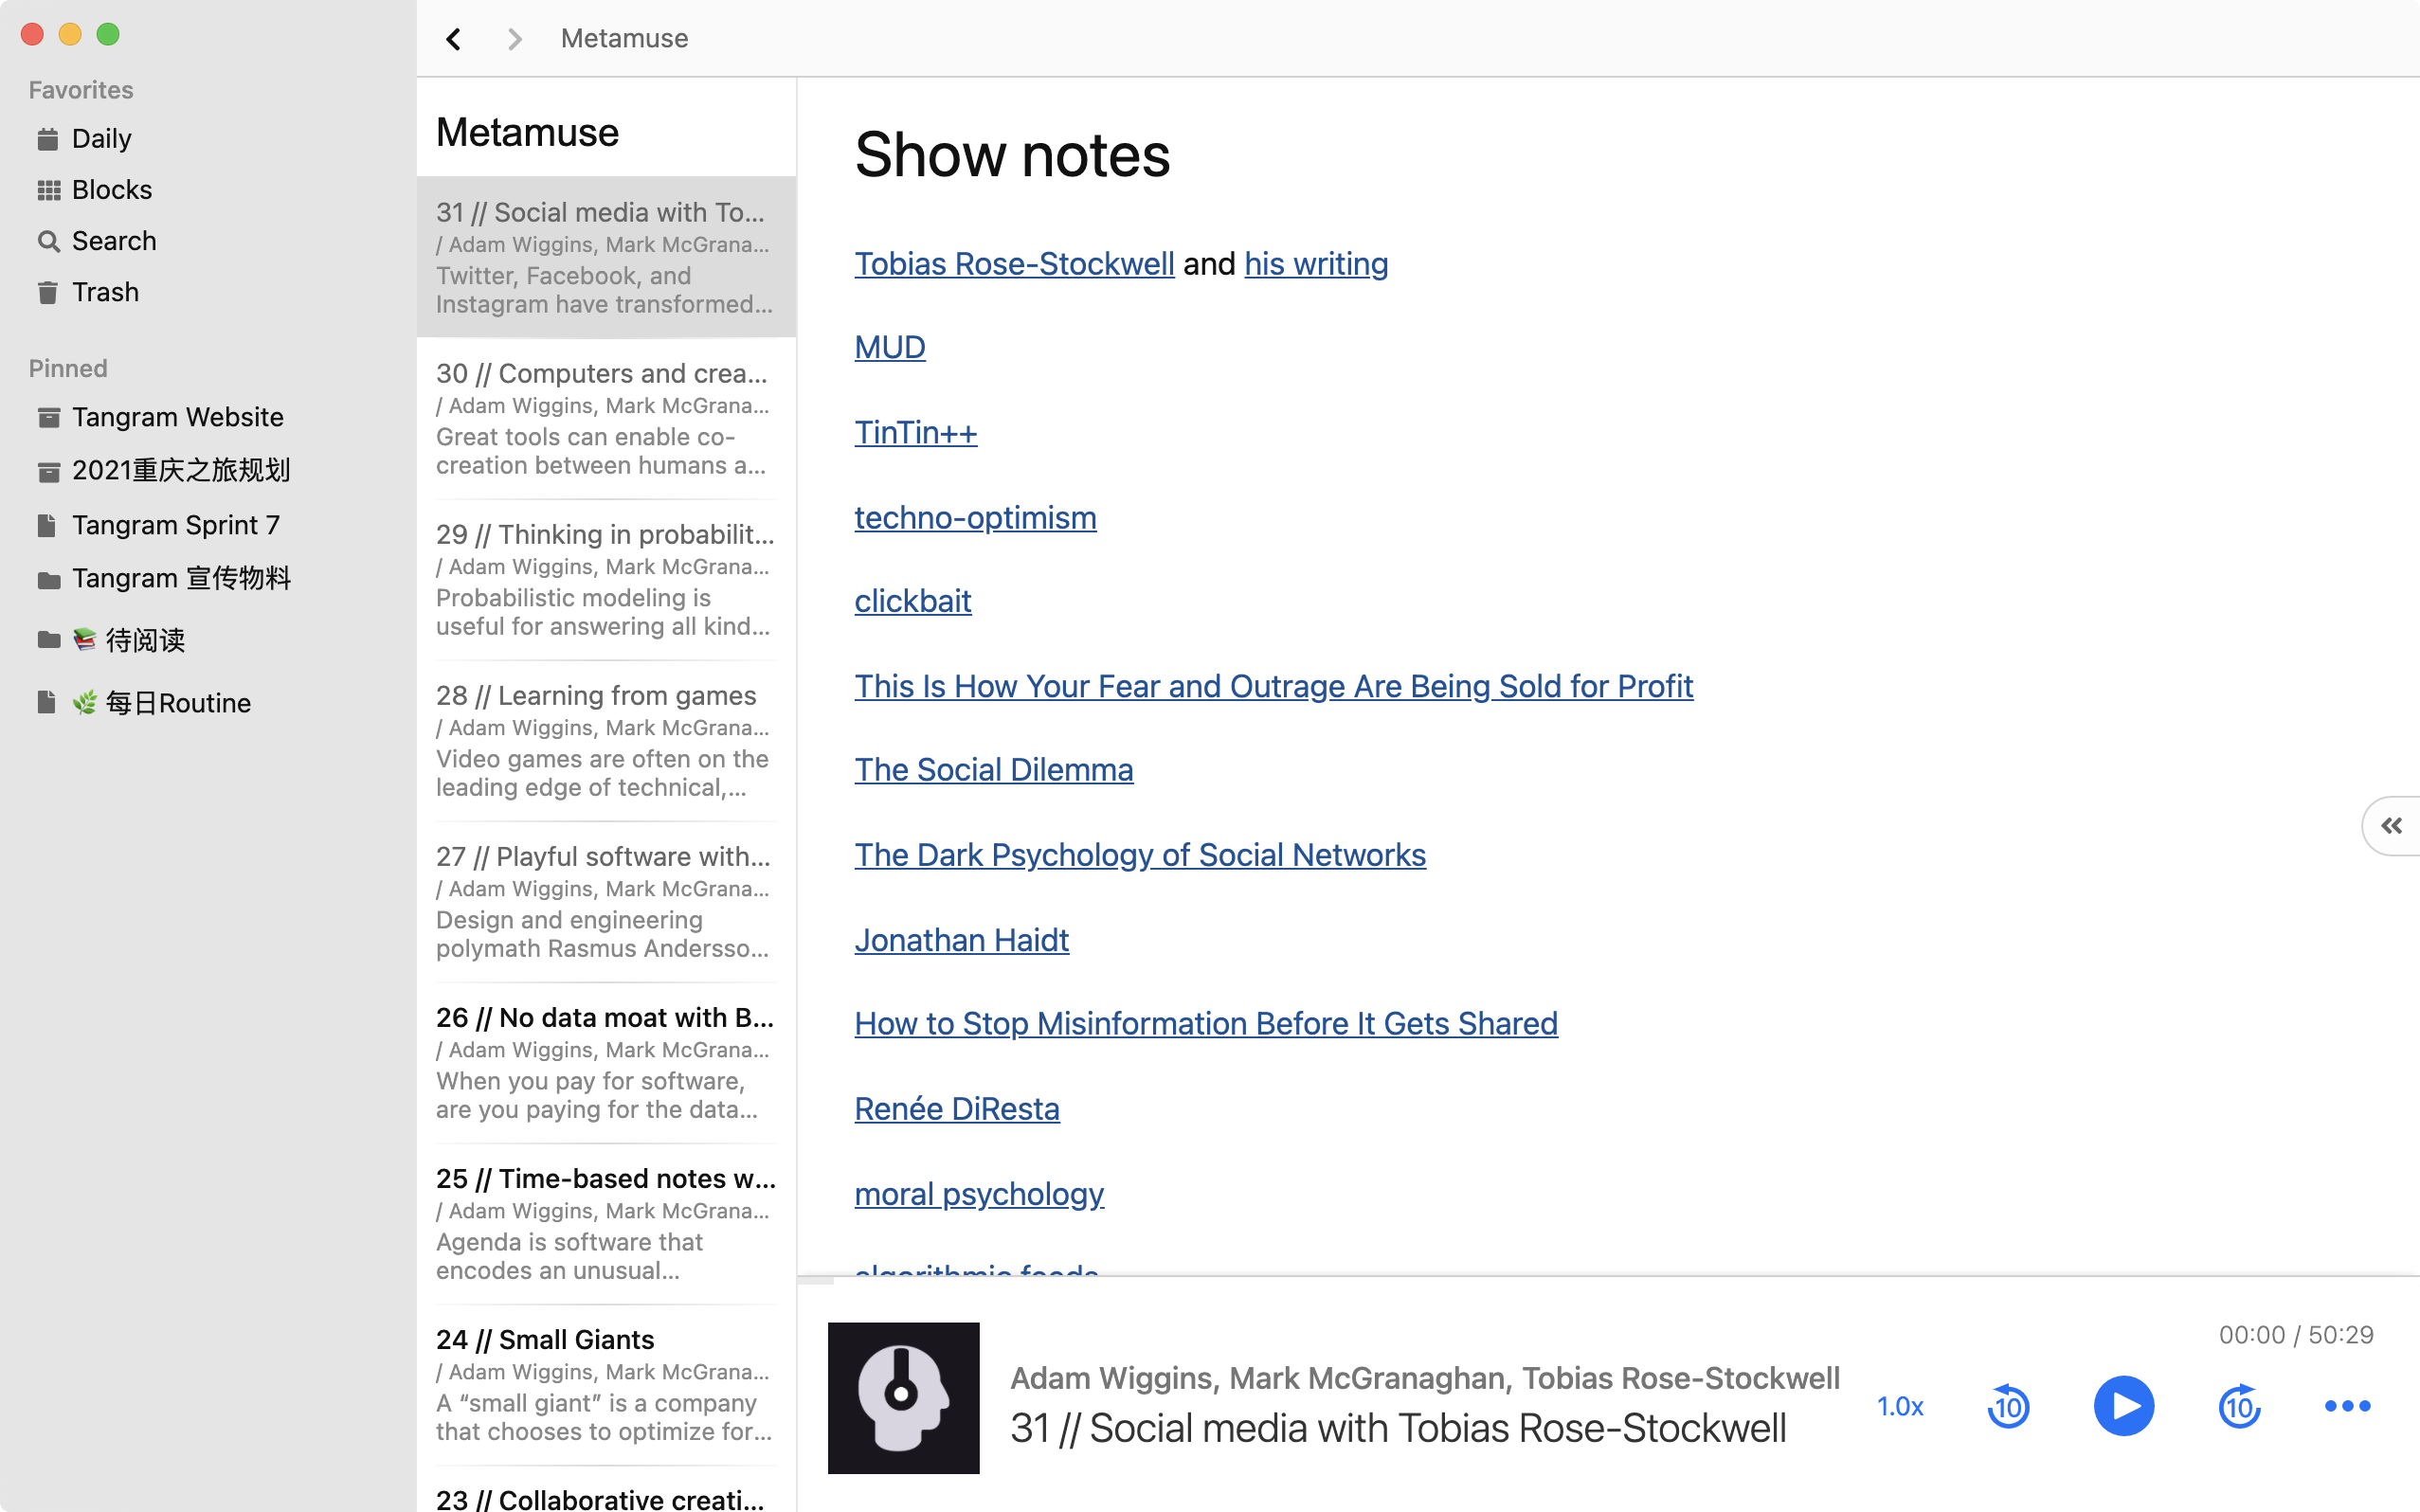 Metamuse
Favorites
Daily
Blocks
Search
Trash
Pinned
Tangram Website
2021重庆之旅规划
Tangram Sprint 7
Tangram 宣传物料
📚 待阅读
🌿 每日Routine
Metamuse
31 // Social media with To...
/ Adam Wiggins, Mark McGrana...
Twitter, Facebook, and
Instagram have transformed...
30 // Computers and crea...
/ Adam Wiggins, Mark McGrana...
Great tools can enable co-
creation between humans a...
29 // Thinking in probabilit...
/ Adam Wiggins, Mark McGrana...
Probabilistic modeling is
useful for answering all kind...
28 // Learning from games
/ Adam Wiggins, Mark McGrana...
Video games are often on the
leading edge of technical,...
27 // Playful software with...
/ Adam Wiggins, Mark McGrana...
Design and engineering
polymath Rasmus Andersso...
26 // No data moat with B...
/ Adam Wiggins, Mark McGrana...
When you pay for software,
are you paying for the data...
25 // Time-based notes w...
/ Adam Wiggins, Mark McGrana...
Agenda is software that
encodes an unusual...
24 // Small Giants
/ Adam Wiggins, Mark McGrana...
A “small giant” is a company
that chooses to optimize for...
23 // Collaborative creati...
Show notes
Tobias Rose-Stockwell and his writing
MUD
TinTin++
techno-optimism
clickbait
This Is How Your Fear and Outrage Are Being Sold for Profit
The Social Dilemma
The Dark Psychology of Social Networks
Jonathan Haidt
How to Stop Misinformation Before It Gets Shared
Renée DiResta
moral psychology
algorithmic feeds
00:00 / 50:29
Adam Wiggins, Mark McGranaghan, Tobias Rose-Stockwell
31 // Social media with Tobias Rose-Stockwell
1.0x
10
10